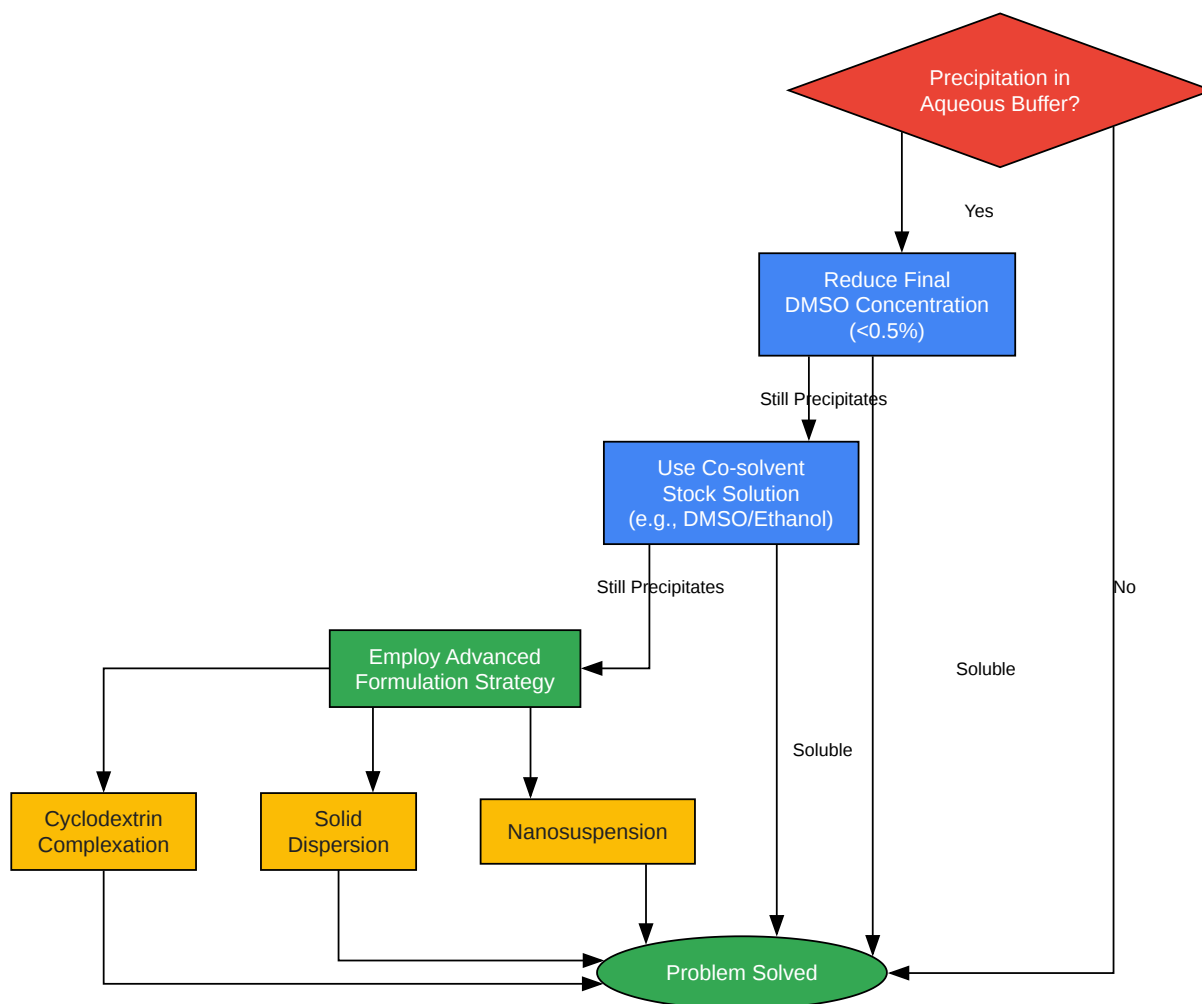 Precipitation in
Aqueous Buffer?
Yes
Reduce Final
DMSO Concentration
(<0.5%)
Still Precipitates
Use Co-solvent
Stock Solution
(e.g., DMSO/Ethanol)
Still Precipitates
No
Employ Advanced
Formulation Strategy
Soluble
Soluble
Cyclodextrin
Complexation
Solid
Dispersion
Nanosuspension
Problem Solved